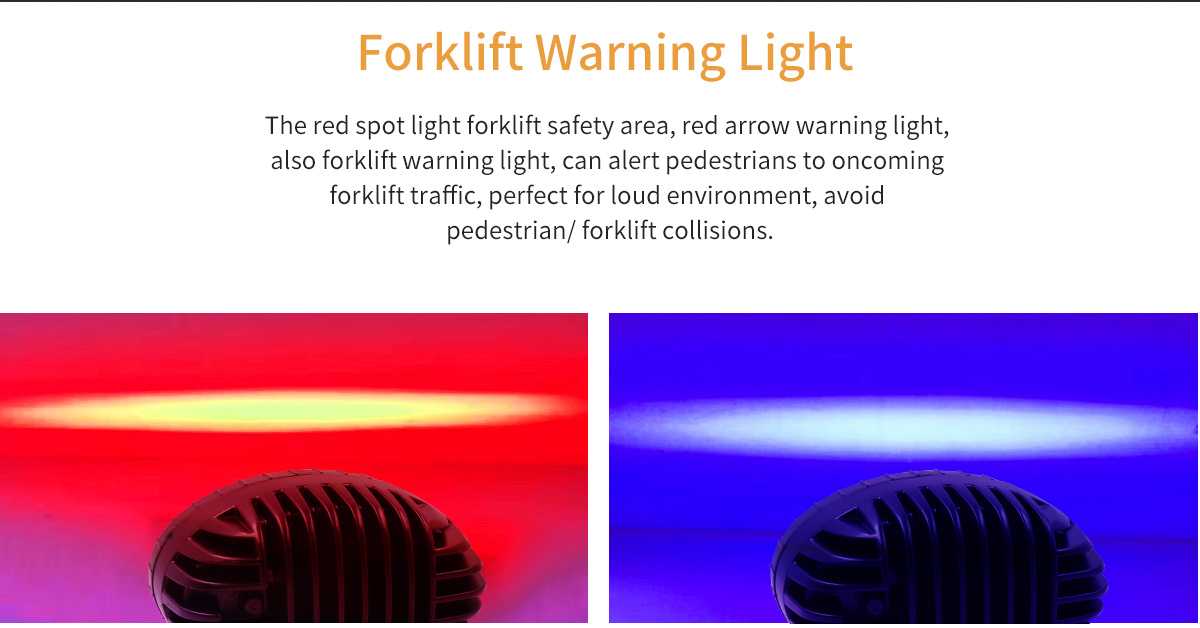 Forklift Warning Light
The red spot light forklift safety area, red arrow warning light,
also forklift warning light, can alert pedestrians to oncoming
forklift traffic, perfect for loud environment, avoid
pedestrian/ forklift collisions.